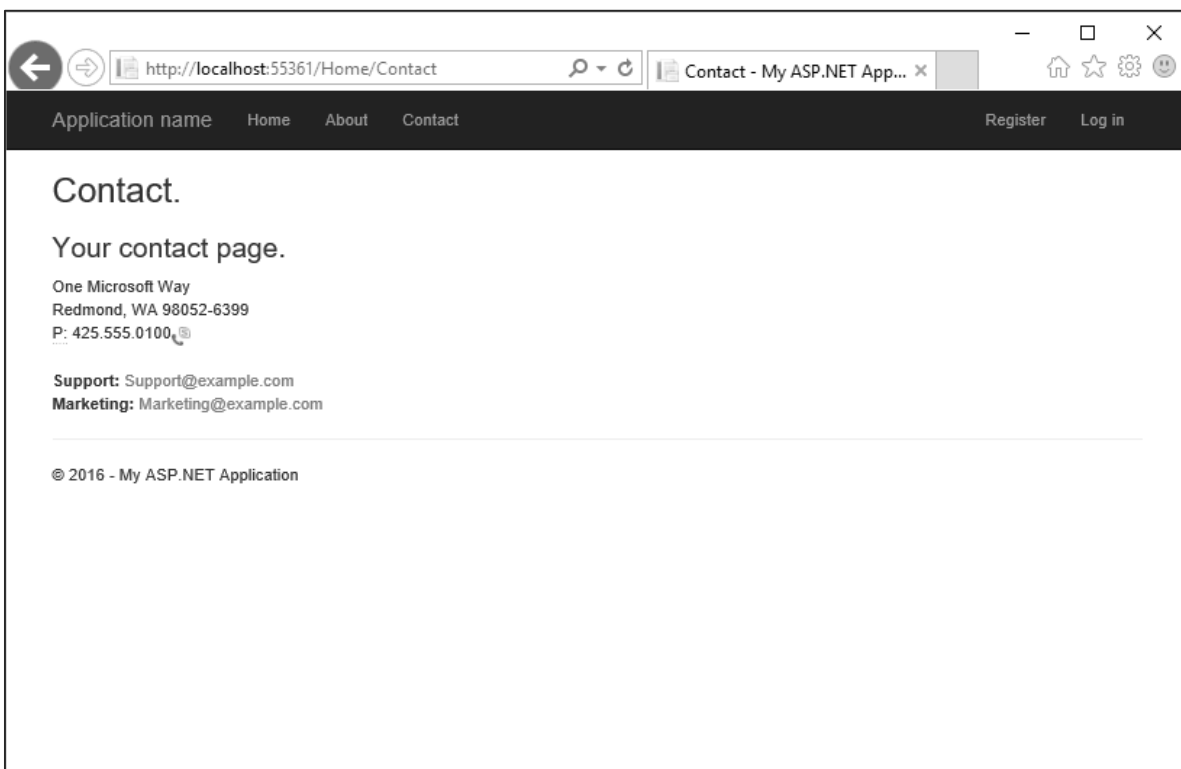 http://localhost:55361/Home/Contact
Contact - My ASP.NET App...
Application name Home About Contact Register Log in
Contact.
Your contact page.
One Microsoft Way
Redmond, WA 98052-6399
P: 425.555.0100
Support: Support@example.com
Marketing: Marketing@example.com
© 2016 - My ASP.NET Application